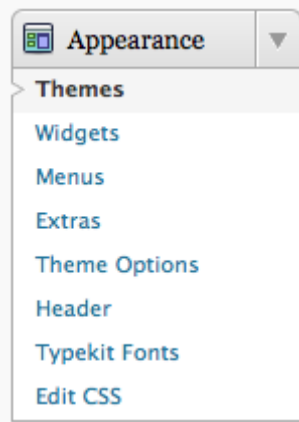 Appearance
Themes
Widgets
Menus
Extras
Theme Options
Header
Typekit Fonts
Edit CSS